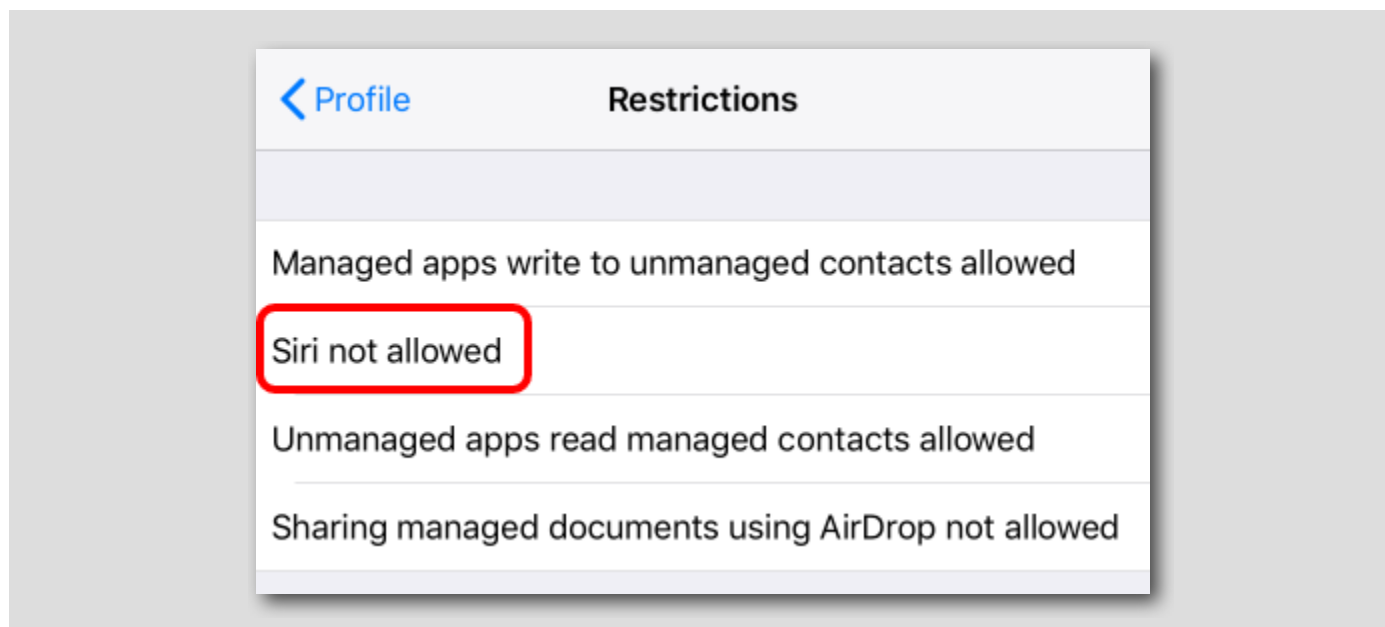 Profile
Restrictions
Managed apps write to unmanaged contacts allowed
Siri not allowed
Unmanaged apps read managed contacts allowed
Sharing managed documents using AirDrop not allowed